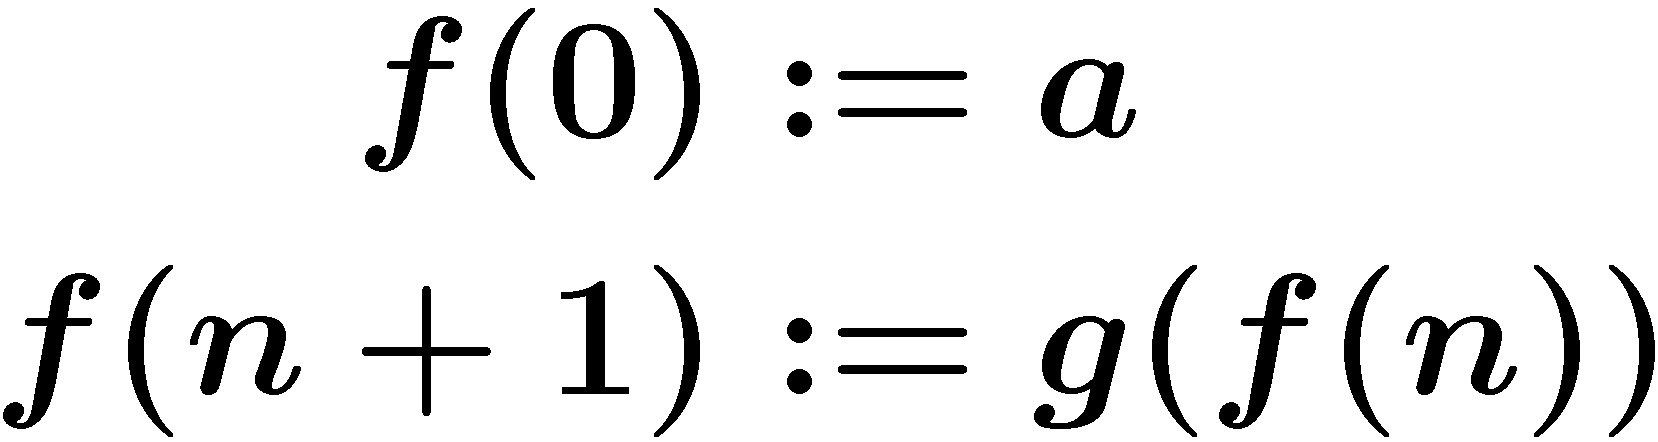 f(0) := a
f(n + 1) := g(f(n))